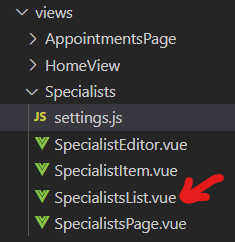 views
AppointmentsPage
HomeView
Specialists
JS settings.js
SpecialistEditor.vue
SpecialistItem.vue
SpecialistsList.vue
SpecialistsPage.vue